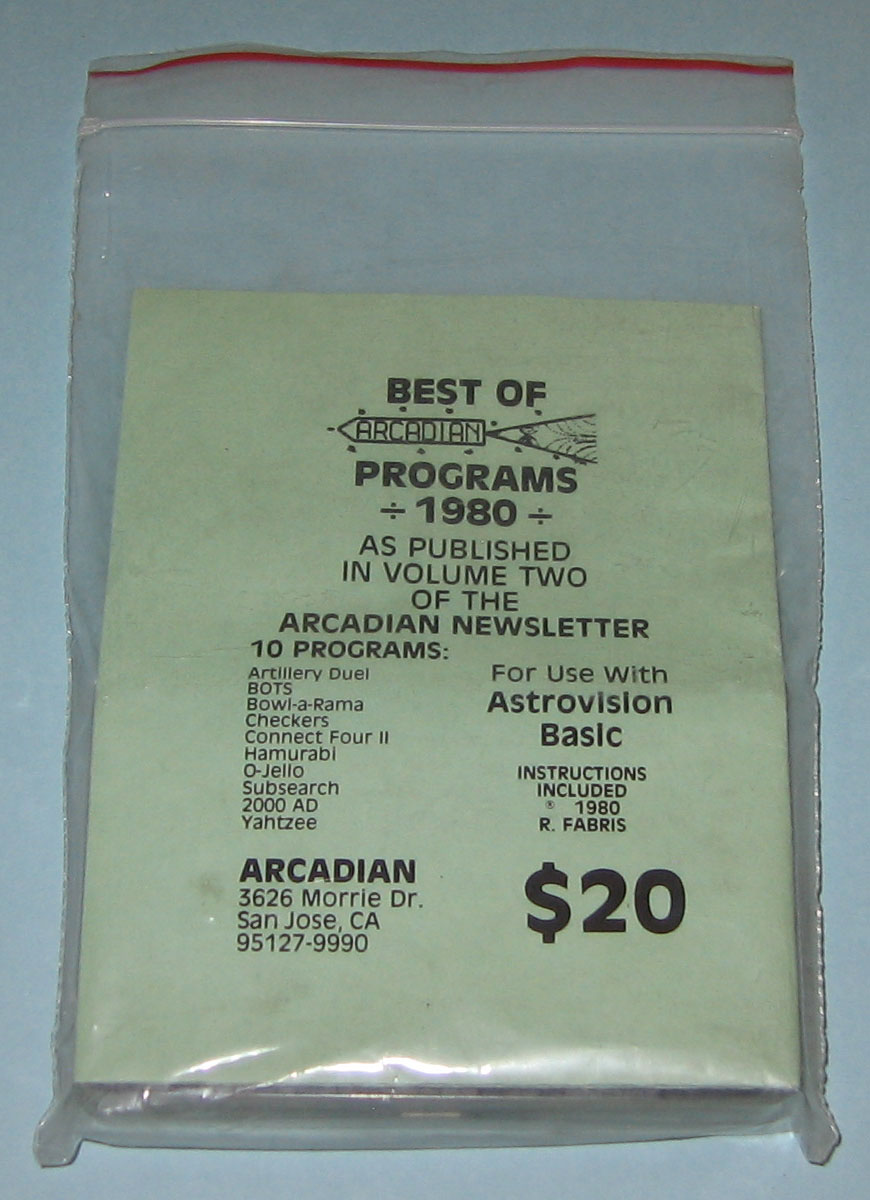 BEST OF
ARCADIAN
PROGRAMS
÷ 1980 ÷
AS PUBLISHED
IN VOLUME TWO
OF THE
ARCADIAN NEWSLETTER
10 PROGRAMS:
Artillery Duel
BOTS
Bowl-a-Rama
Checkers
Connect Four II
Hamurabi
O-Jello
Subsearch
2000 AD
Yahtzee
For Use With
Astrovision
Basic
INSTRUCTIONS
INCLUDED
® 1980
R. FABRIS
ARCADIAN
3626 Morrie Dr.
San Jose, CA
95127-9990
$20